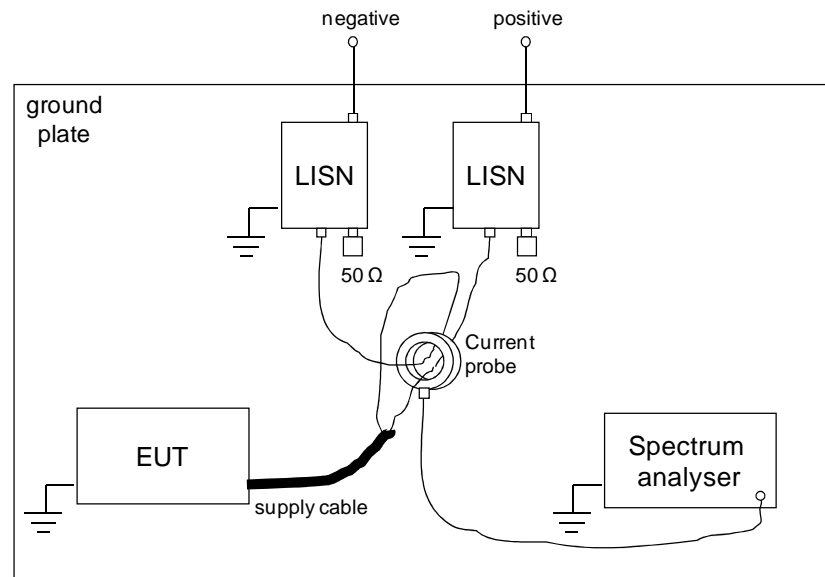 negative
positive
ground
plate
LISN
LISN
50 Ω
50 Ω
Current
probe
EUT
supply cable
Spectrum
analyser